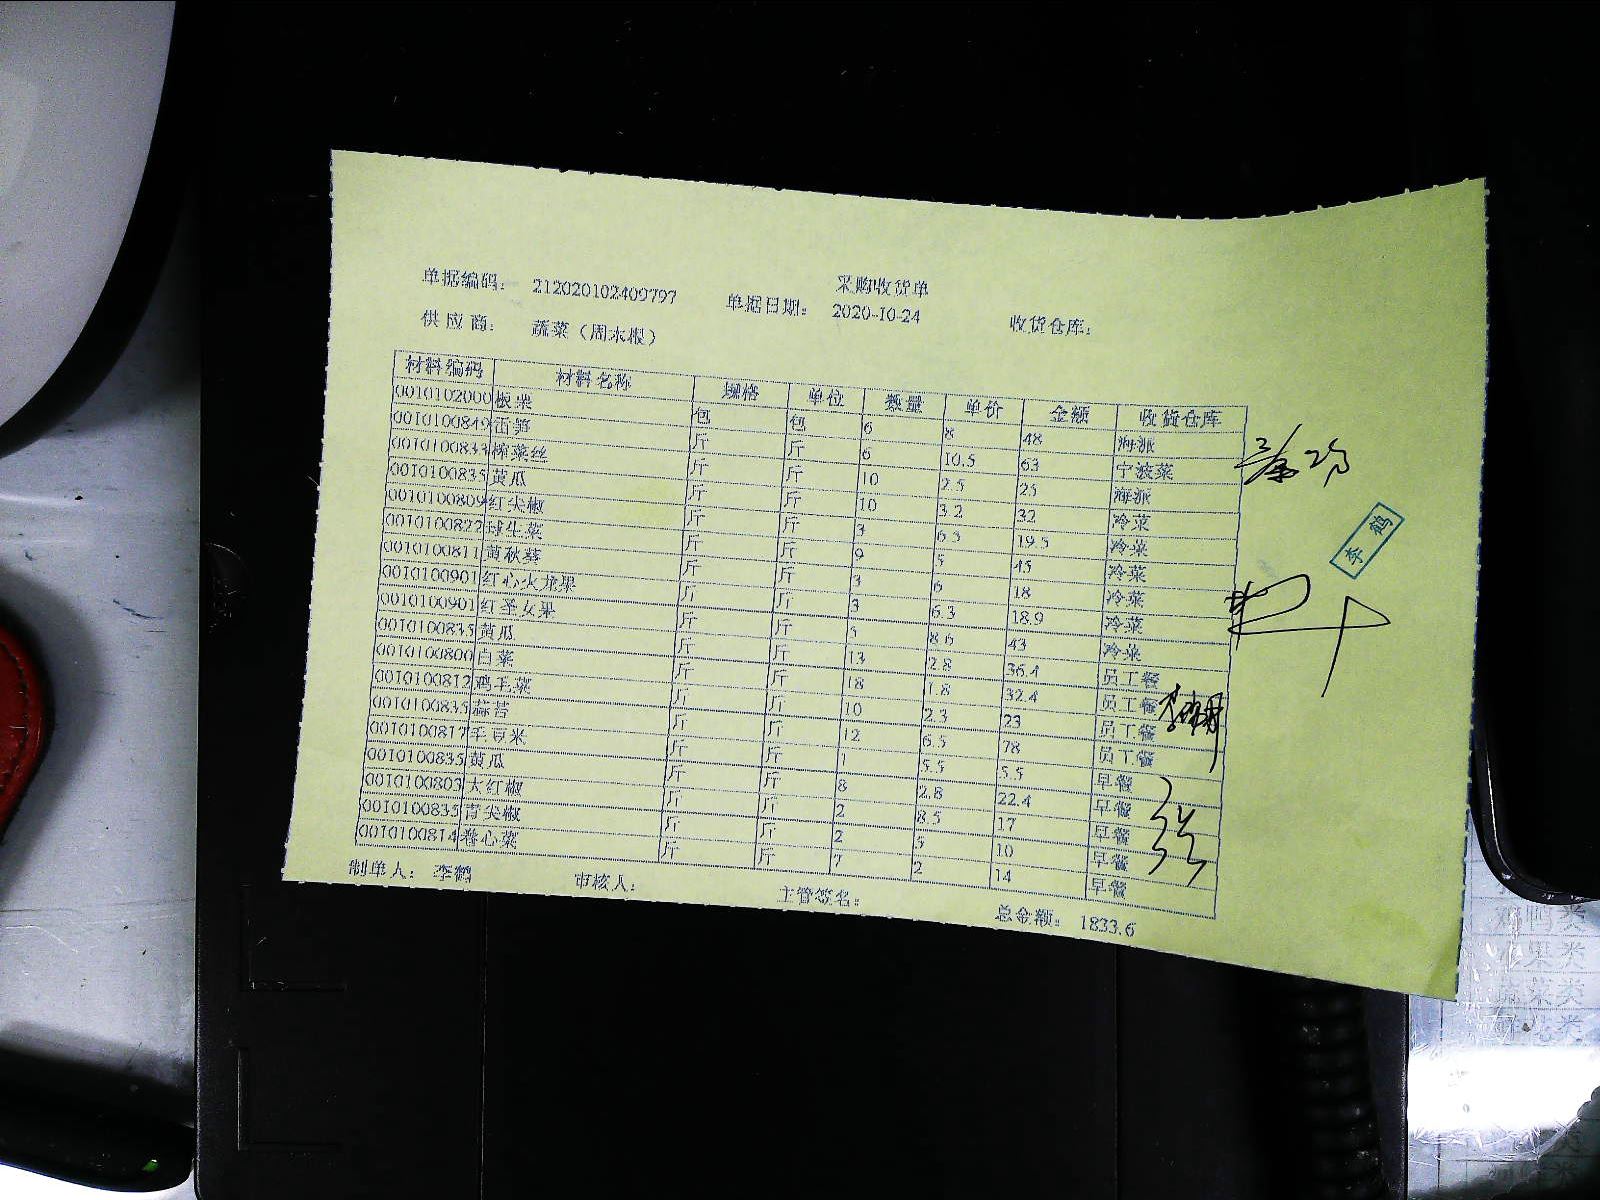 采购收货单
单据编码： 212020102409797 单据日期： 2020-10-24 收货仓库：
供应商： 蔬菜（周木根）
材料编码 材料名称 规格 单位 数量 单价 金额 收货仓库
0010102000 板栗 包 包 6 8 48 海派
0010100849 笋 斤 斤 6 10.5 63 宁波菜
0010100833 榨菜丝 斤 斤 10 2.5 25 海派
0010100835 黄瓜 斤 斤 10 3.2 32 冷菜
0010100809 红尖椒 斤 斤 3 6.5 19.5 冷菜
0010100822 球生菜 斤 斤 9 5 45 冷菜
0010100811 黄秋葵 斤 斤 3 6 18 冷菜
0010100901 红心火龙果 斤 斤 3 6.3 18.9 冷菜
0010100901 红圣女果 斤 斤 5 8.6 43 冷菜
0010100835 黄瓜 斤 斤 13 2.8 36.4 员工餐
0010100800 白菜 斤 斤 18 1.8 32.4 员工餐
0010100812 鸡毛菜 斤 斤 10 2.3 23 员工餐
0010100835 蒜苔 斤 斤 12 6.5 78 员工餐
0010100817 毛豆米 斤 斤 1 5.5 5.5 早餐
0010100835 黄瓜 斤 斤 8 2.8 22.4 早餐
0010100803 大红椒 斤 斤 2 8.5 17 早餐
0010100835 青尖椒 斤 斤 2 5 10 早餐
0010100814 卷心菜 斤 斤 7 2 14 早餐
制单人： 李鹤 审核人： 主管签名： 总金额： 1833.6
李鹤
鸡鸭类
水果类
蔬菜类